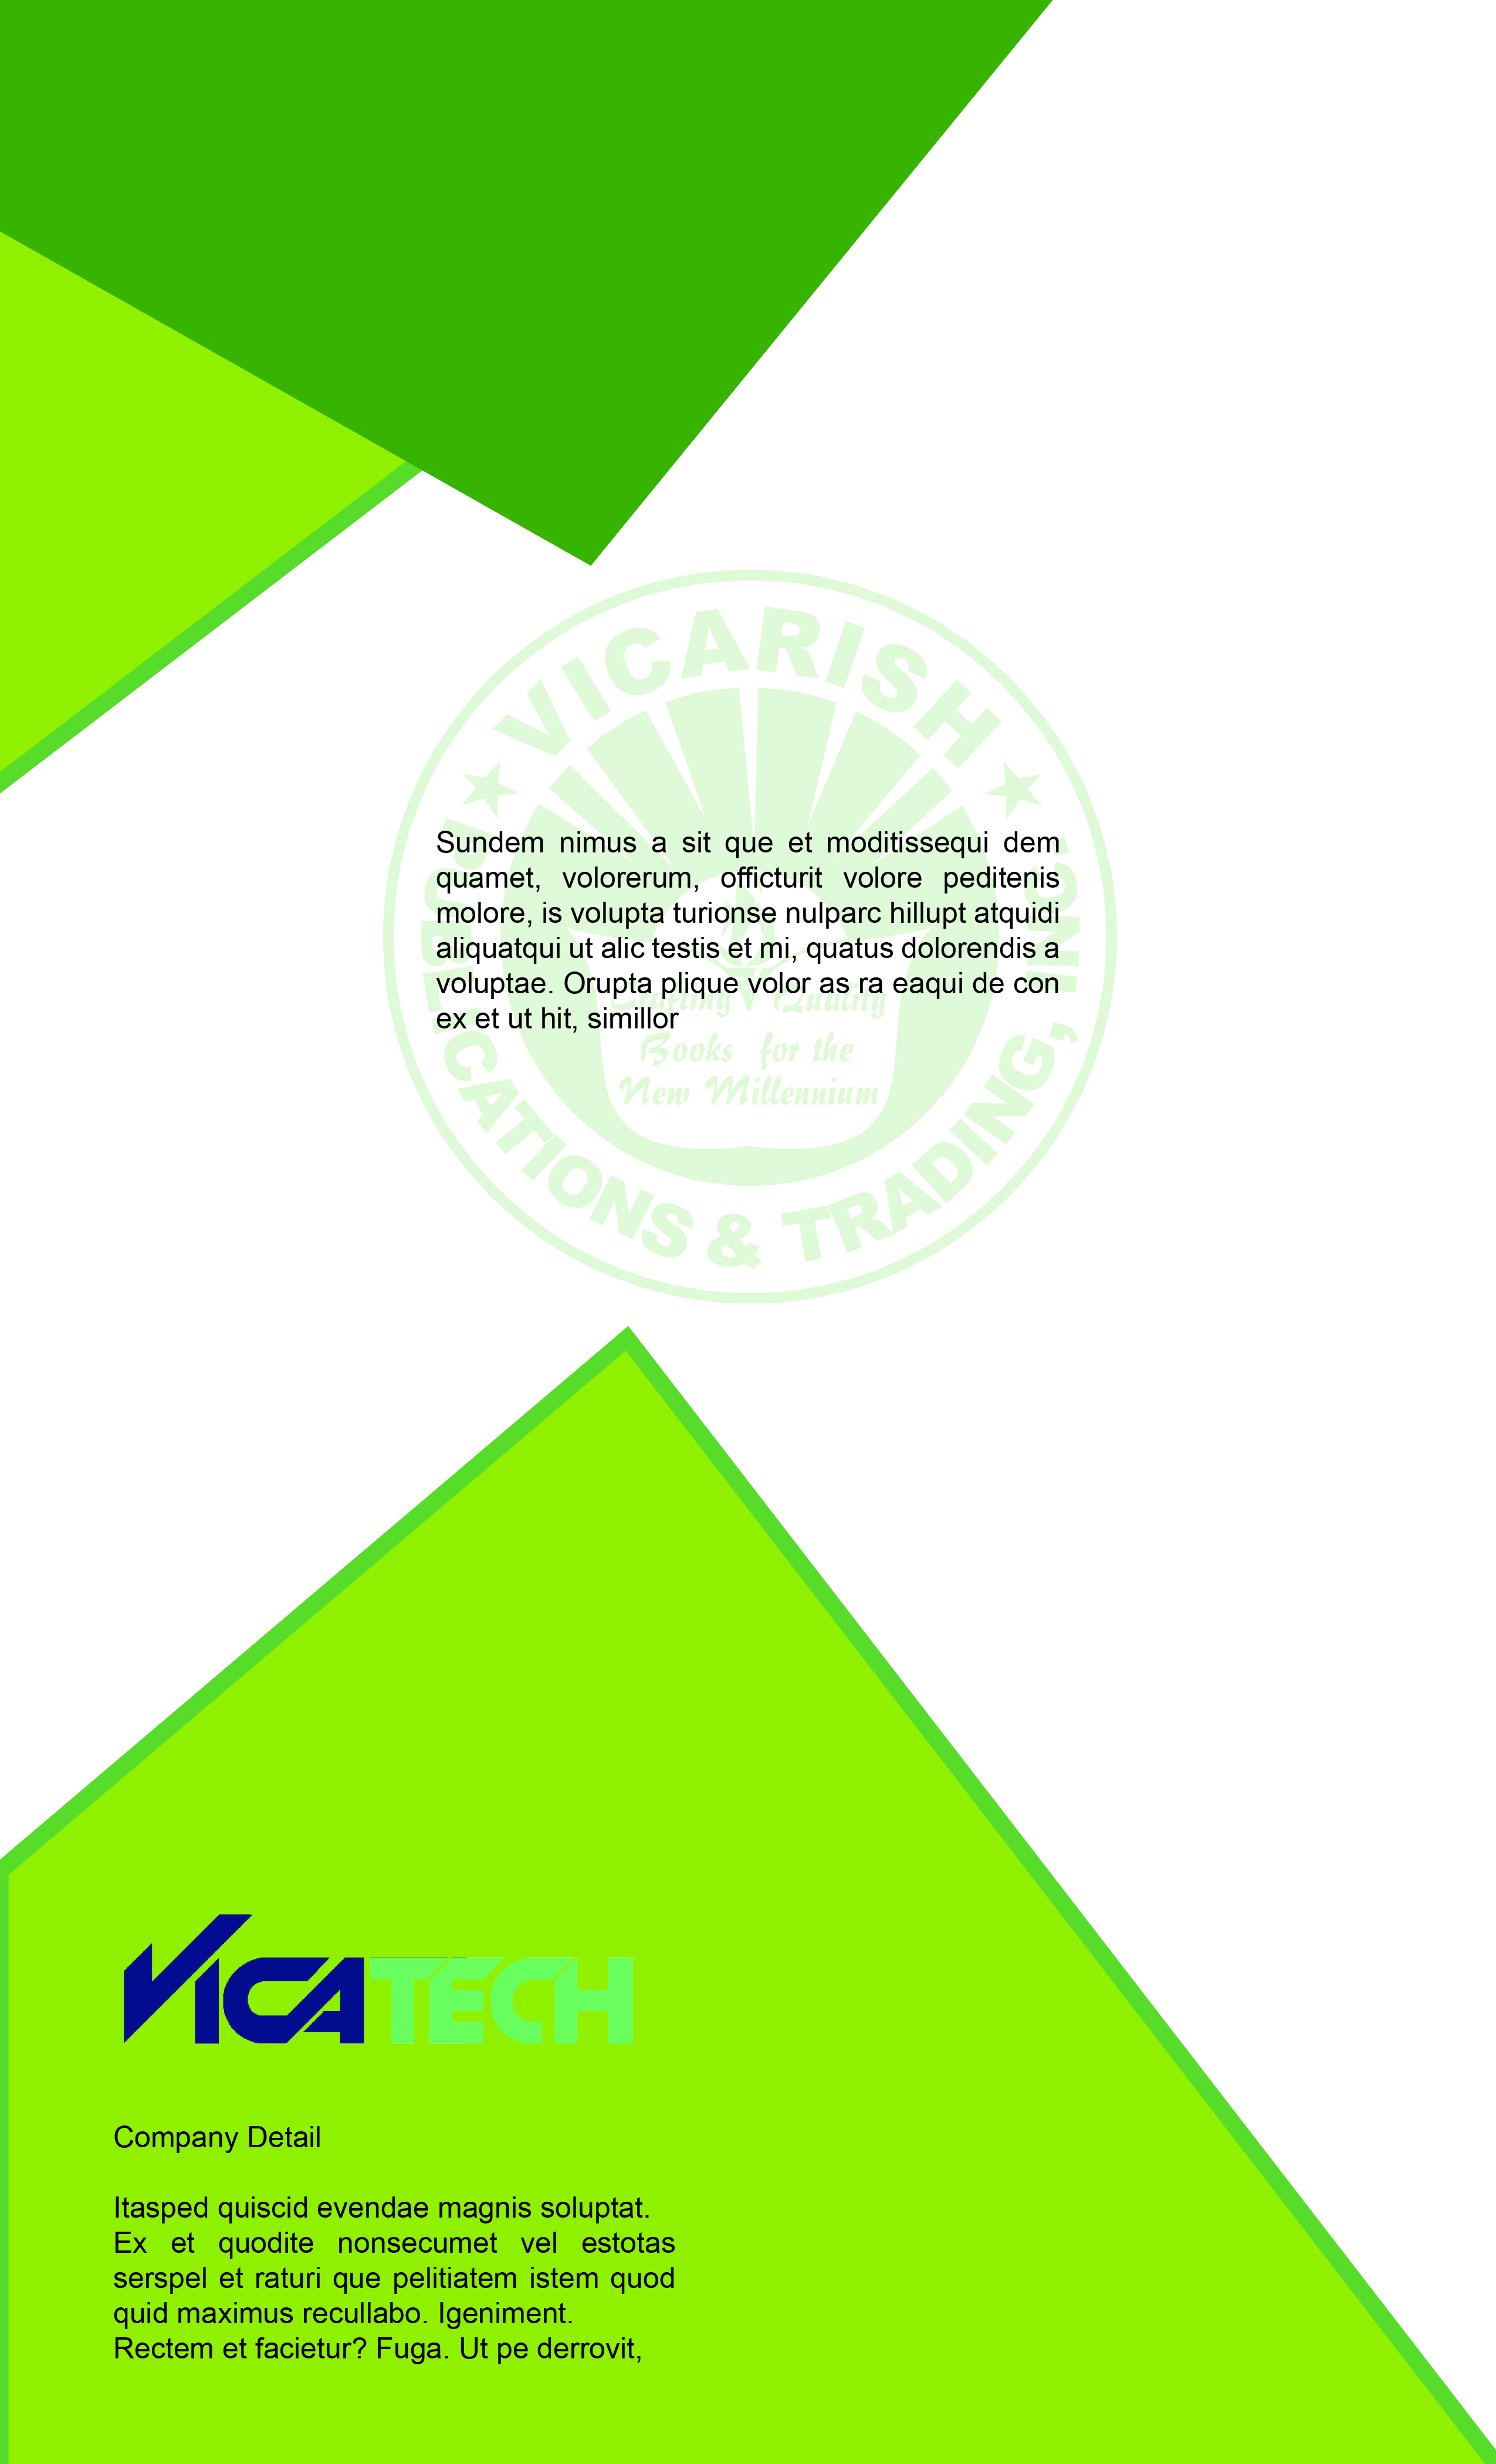 VICARISH
PUBLICATIONS & TRADING, INC.
Sundem nimus a sit que et moditissequi dem
quamet, volorerum, officturit volore peditenis
molore, is volupta turionse nulparc hillupt atquidi
aliquatqui ut alic testis et mi, quatus dolorendis a
voluptae. Orupta plique volor as ra eaqui de con
ex et ut hit, simillor
Crafting Quality
Books for the
New Millennium
VICATECH
Company Detail
Itasped quiscid evendae magnis soluptat.
Ex et quodite nonsecumet vel estotas
serspel et raturi que pelitiatem istem quod
quid maximus recullabo. Igeniment.
Rectem et facietur? Fuga. Ut pe derrovit,